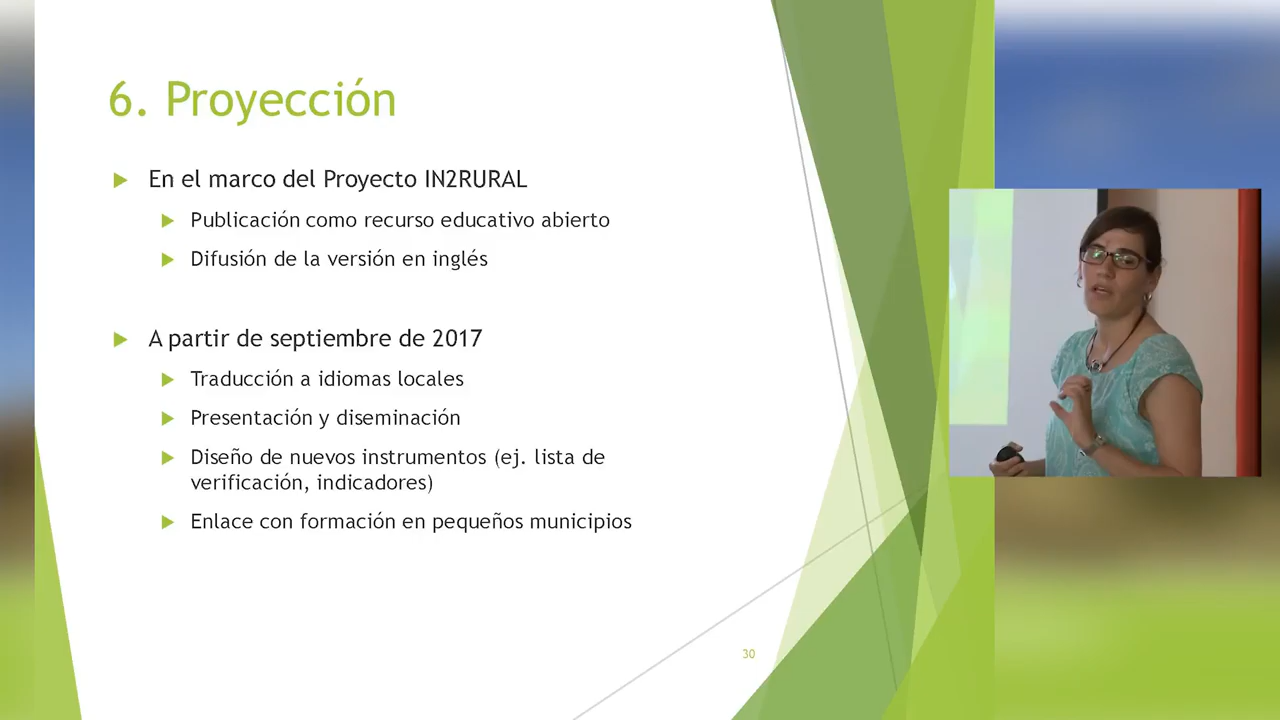 6. Proyección
En el marco del Proyecto IN2RURAL
Publicación como recurso educativo abierto
Difusión de la versión en inglés
A partir de septiembre de 2017
Traducción a idiomas locales
Presentación y diseminación
Diseño de nuevos instrumentos (ej. lista de
verificación, indicadores)
Enlace con formación en pequeños municipios
30